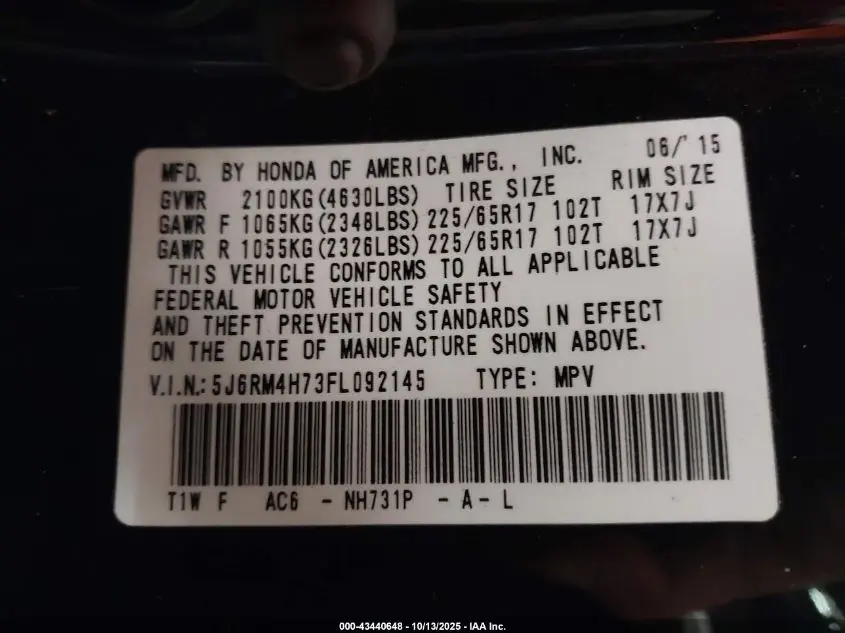 MFD. BY HONDA OF AMERICA MFG., INC. 06/'15
GVWR 2100KG(4630LBS) TIRE SIZE RIM SIZE
GAWR F 1065KG(2348LBS) 225/65R17 102T 17X7J
GAWR R 1055KG(2326LBS) 225/65R17 102T 17X7J
THIS VEHICLE CONFORMS TO ALL APPLICABLE
FEDERAL MOTOR VEHICLE SAFETY
AND THEFT PREVENTION STANDARDS IN EFFECT
ON THE DATE OF MANUFACTURE SHOWN ABOVE.
V.I.N.: 5J6RM4H73FL092145 TYPE: MPV
T1W F AC6 - NH731P - A - L
000-43440648 - 10/13/2025 - IAA Inc.